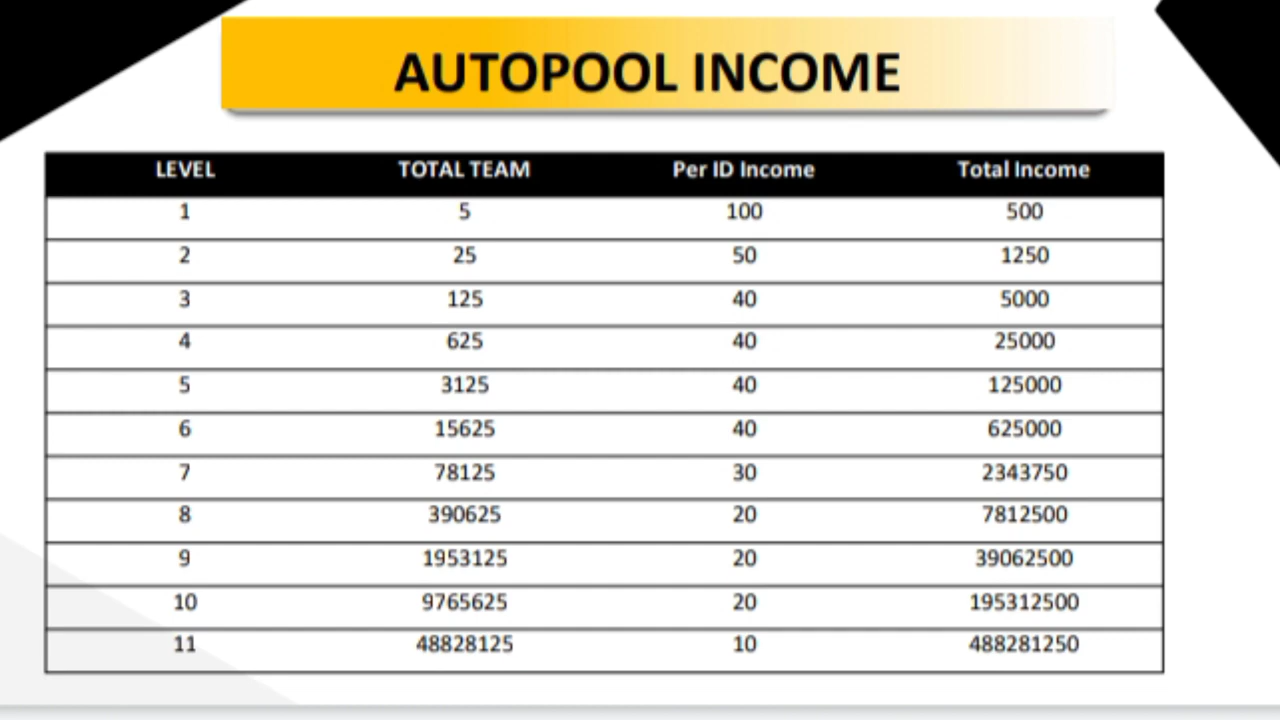 AUTOPOOL INCOME
LEVEL TOTAL TEAM Per ID Income Total Income
1 5 100 500
2 25 50 1250
3 125 40 5000
4 625 40 25000
5 3125 40 125000
6 15625 40 625000
7 78125 30 2343750
8 390625 20 7812500
9 1953125 20 39062500
10 9765625 20 195312500
11 48828125 10 488281250